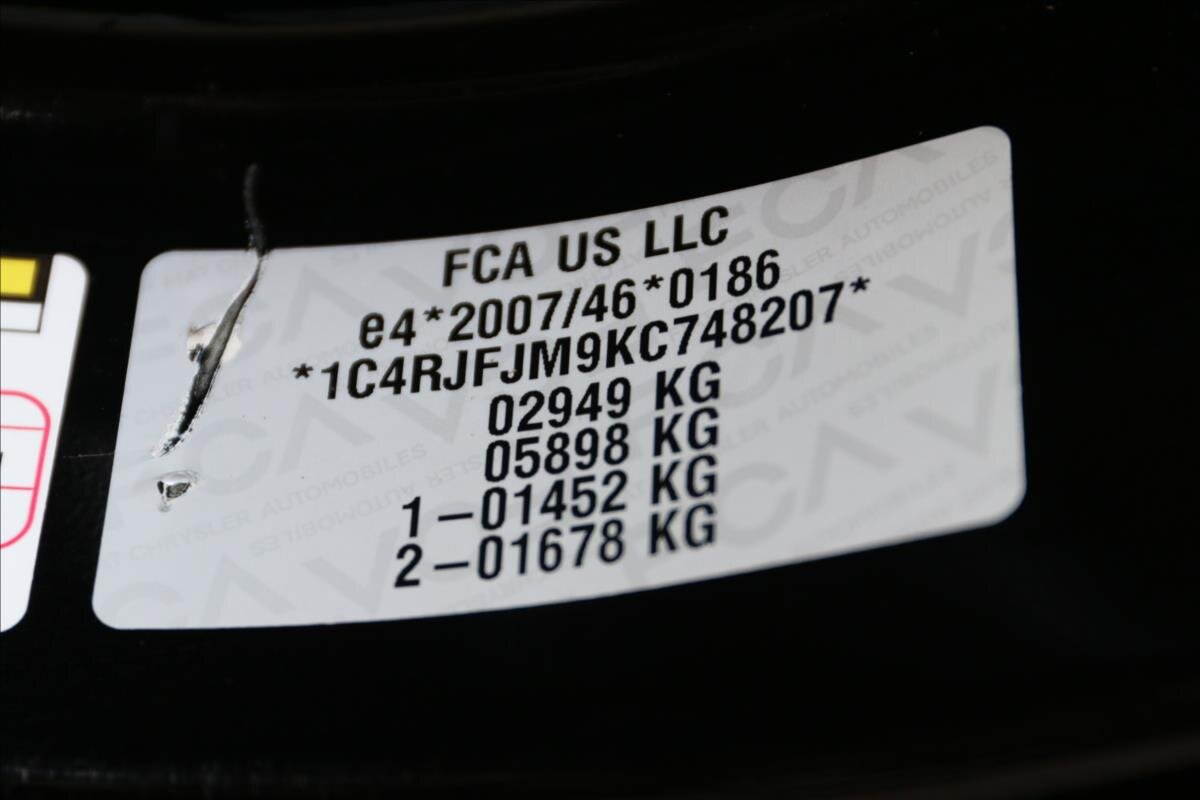 FCA US LLC
e4*2007/46*0186
*1C4RJFJM9KC748207*
02949 KG
05898 KG
1-01452 KG
2-01678 KG